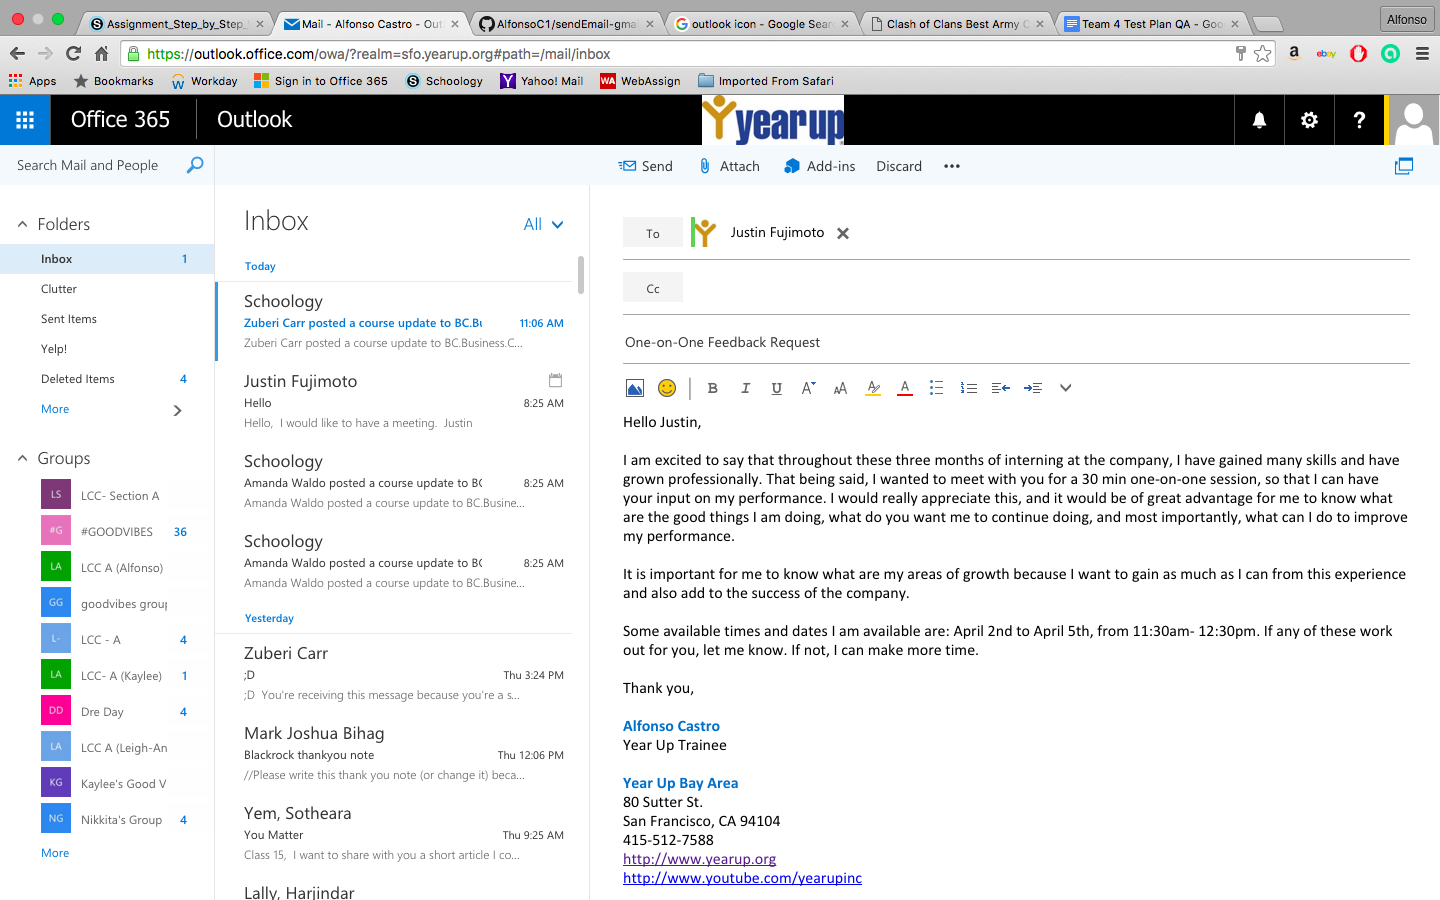 Assignment_Step_by_Step_
Mail - Alfonso Castro - Out
AlfonsoC1/sendEmail-gma
outlook icon - Google Sear
Clash of Clans Best Army C
Team 4 Test Plan QA - Goo
Alfonso
https://outlook.office.com/owa/?realm=sfo.yearup.org#path=/mail/inbox
a
ebay
Apps
Bookmarks
Workday
Sign in to Office 365
Schoology
Yahoo! Mail
WebAssign
Imported From Safari
Office 365
Outlook
yearup
?
Search Mail and People
Send
Attach
Add-ins
Discard
•••
Folders
Inbox 1
Clutter
Sent Items
Yelp!
Deleted Items 4
More
Groups
LS LCC- Section A
#G #GOODVIBES 36
LA LCC A (Alfonso)
GG goodvibes group
L- LCC - A 4
LA LCC- A (Kaylee) 1
DD Dre Day 4
LA LCC A (Leigh-An
KG Kaylee's Good V
NG Nikkita's Group 4
More
Inbox All
Today
Schoology
Zuberi Carr posted a course update to BC.Bu 11:06 AM
Zuberi Carr posted a course update to BC.Business.C...
Justin Fujimoto
Hello 8:25 AM
Hello, I would like to have a meeting. Justin
Schoology
Amanda Waldo posted a course update to BC 8:25 AM
Amanda Waldo posted a course update to BC.Busine...
Schoology
Amanda Waldo posted a course update to BC 8:25 AM
Amanda Waldo posted a course update to BC.Busine...
Yesterday
Zuberi Carr
;D Thu 3:24 PM
;D You're receiving this message because you're a s...
Mark Joshua Bihag
Blackrock thankyou note Thu 12:06 PM
//Please write this thank you note (or change it) beca...
Yem, Sotheara
You Matter Thu 9:25 AM
Class 15, I want to share with you a short article I co...
Lally, Harjindar
To Justin Fujimoto
Cc
One-on-One Feedback Request
B I U A AA A
Hello Justin,
I am excited to say that throughout these three months of interning at the company, I have gained many skills and have
grown professionally. That being said, I wanted to meet with you for a 30 min one-on-one session, so that I can have
your input on my performance. I would really appreciate this, and it would be of great advantage for me to know what
are the good things I am doing, what do you want me to continue doing, and most importantly, what can I do to improve
my performance.
It is important for me to know what are my areas of growth because I want to gain as much as I can from this experience
and also add to the success of the company.
Some available times and dates I am available are: April 2nd to April 5th, from 11:30am- 12:30pm. If any of these work
out for you, let me know. If not, I can make more time.
Thank you,
Alfonso Castro
Year Up Trainee
Year Up Bay Area
80 Sutter St.
San Francisco, CA 94104
415-512-7588
http://www.yearup.org
http://www.youtube.com/yearupinc